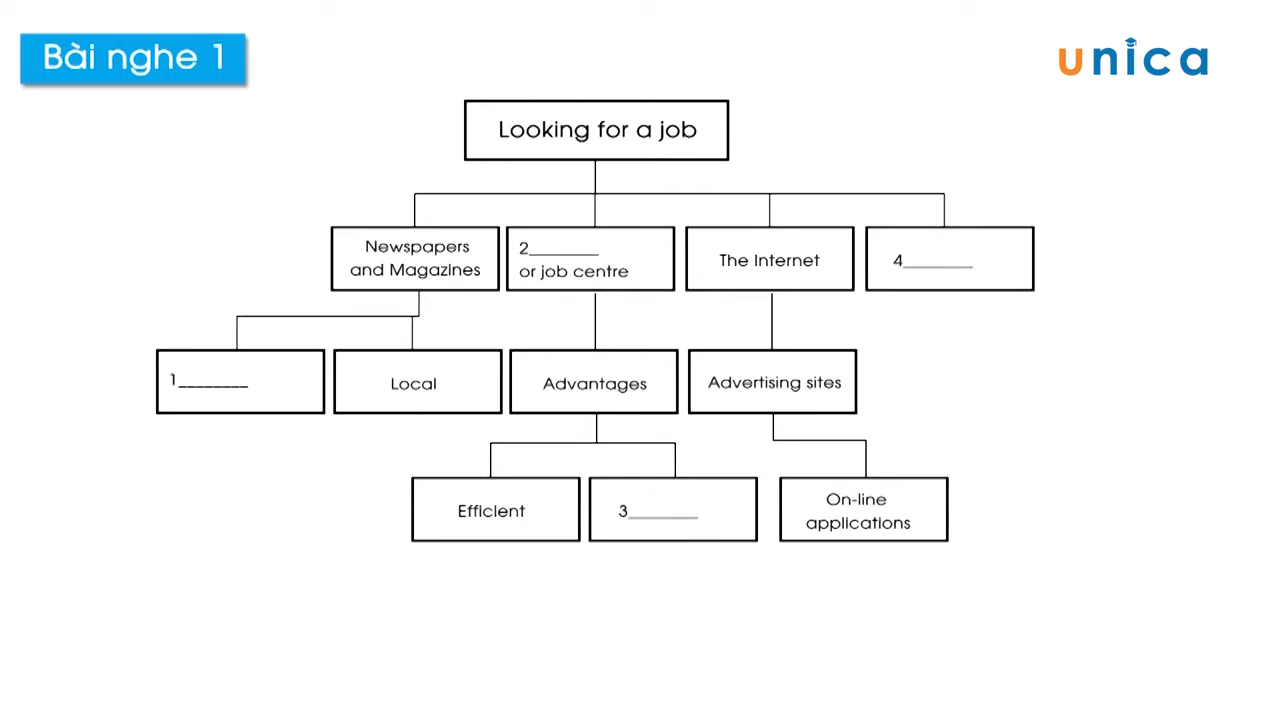 Bài nghe 1
unica
Looking for a job
Newspapers
and Magazines
2________
or job centre
The Internet
4________
1________
Local
Advantages
Advertising sites
Efficient
3________
On-line
applications